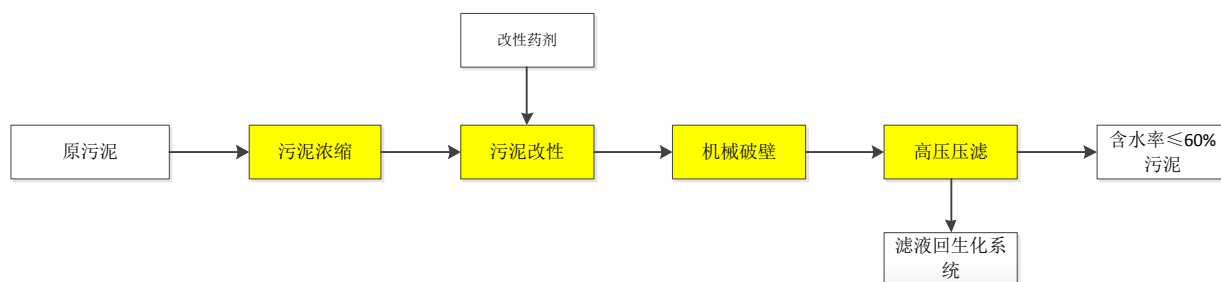 改性药剂
原污泥
污泥浓缩
污泥改性
机械破壁
高压压滤
含水率≤60%
污泥
滤液回生化系
统